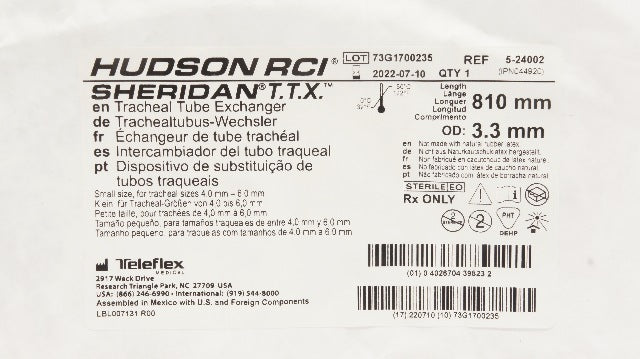 HUDSON RCI®
SHERIDAN® T.T.X.™
LOT 73G1700235
2022-07-10 QTY 1
REF 5-24002
(IPN044920)
en Tracheal Tube Exchanger
de Trachealtubus-Wechsler
fr Échangeur de tube trachéal
es Intercambiador del tubo traqueal
pt Dispositivo de substituição de
tubos traqueais
Small size, for tracheal sizes 4.0 – 6.0 mm
Klein, für Tracheal-Größen von 4,0 bis 6,0 mm
Petite taille, pour trachées de 4,0 mm à 6,0 mm
Tamaño pequeño, para tamaños traqueales de entre 4,0 mm y 6,0 mm
Tamanho pequeno, para traqueias com tamanhos de 4,0 mm a 6,0 mm
Length
Länge
Longuer
Longitud
Comprimento
810 mm
OD: 3.3 mm
en Not made with natural rubber latex
de Nicht aus Naturkautschuklatex hergestellt.
fr Non fabriqué en caoutchouc de latex naturel
es No fabricado con látex de caucho natural
pt Não fabricado com látex de borracha natural
STERILE EO
Rx ONLY
2
PHT
DEHP
Teleflex
MEDICAL
2917 Weck Drive
Research Triangle Park, NC 27709 USA
USA: (866) 246-6990 • International: (919) 544-8000
Assembled in Mexico with U.S. and Foreign Components
LBL007131 R00
(01) 0 4026704 39823 2
(17) 220710 (10) 73G1700235